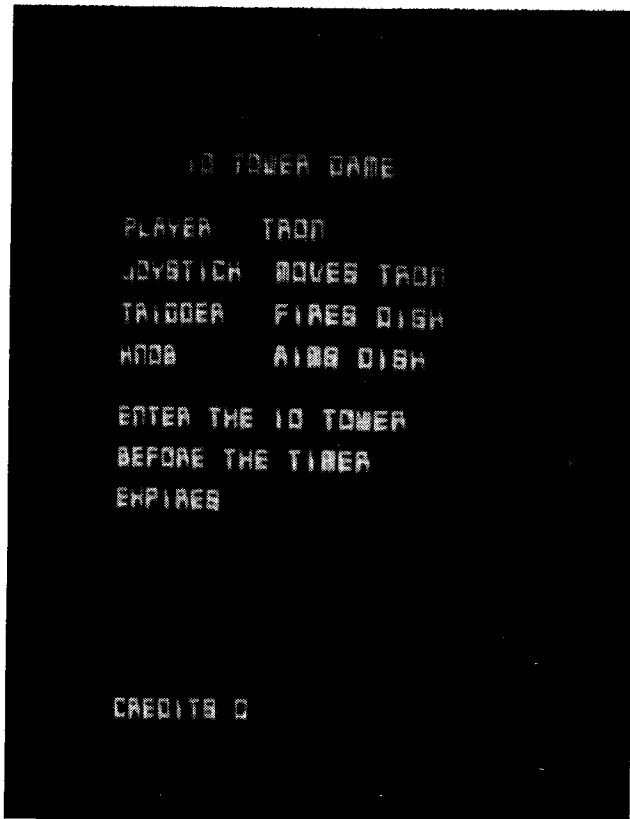 IO TOWER GAME
PLAYER TRON
JOYSTICK MOVES TRON
TRIGGER FIRES DISK
KNOB AIMS DISK
ENTER THE IO TOWER
BEFORE THE TIMER
EXPIRES
CREDITS 0